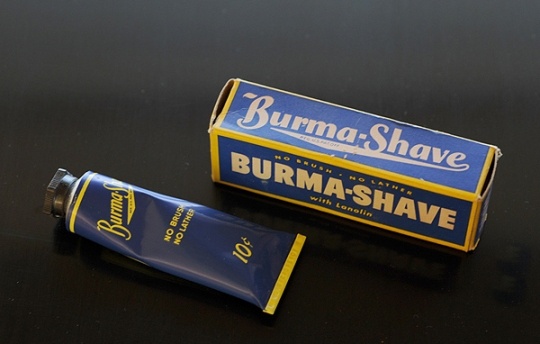 Burma-Shave
NO BRUSH - NO LATHER
BURMA-SHAVE
with Lanolin
Burma-S
NO BRUSH
NO LATHER
10¢